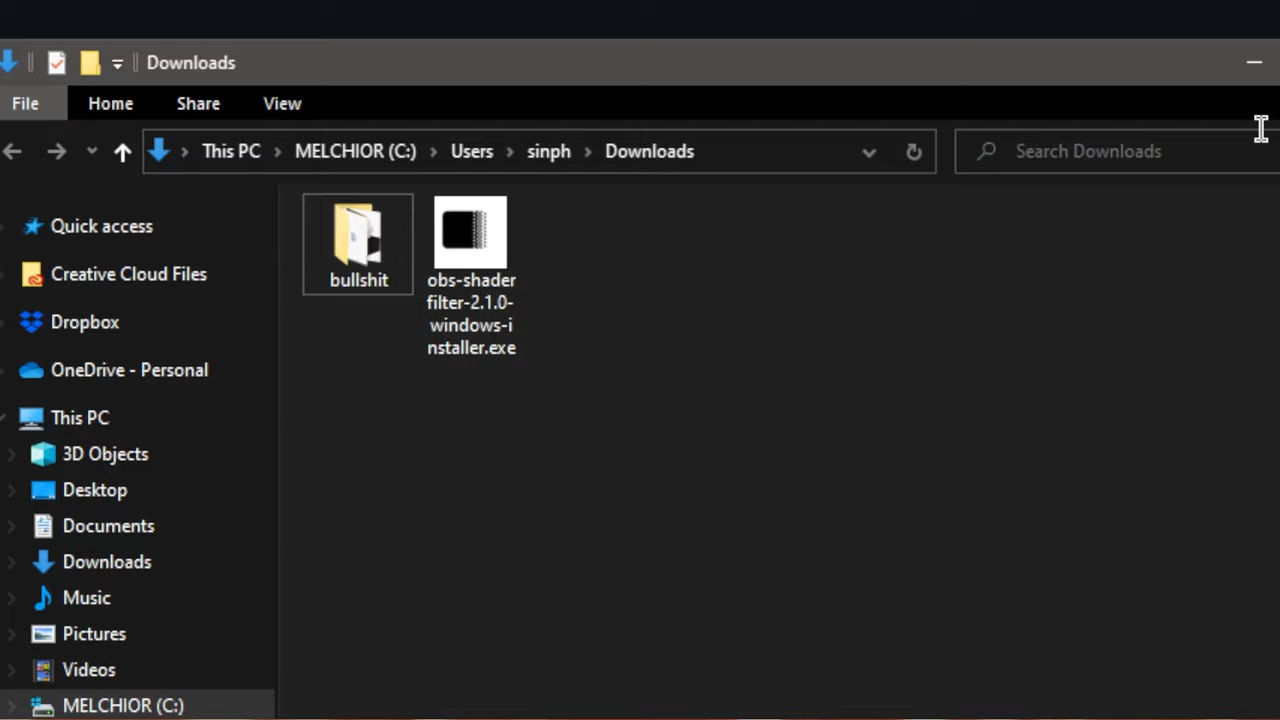 Downloads
File Home Share View
This PC MELCHIOR (C:) Users sinph Downloads
Search Downloads
Quick access
Creative Cloud Files
Dropbox
OneDrive - Personal
This PC
3D Objects
Desktop
Documents
Downloads
Music
Pictures
Videos
MELCHIOR (C:)
bullshit
obs-shader
filter-2.1.0-
windows-i
nstaller.exe